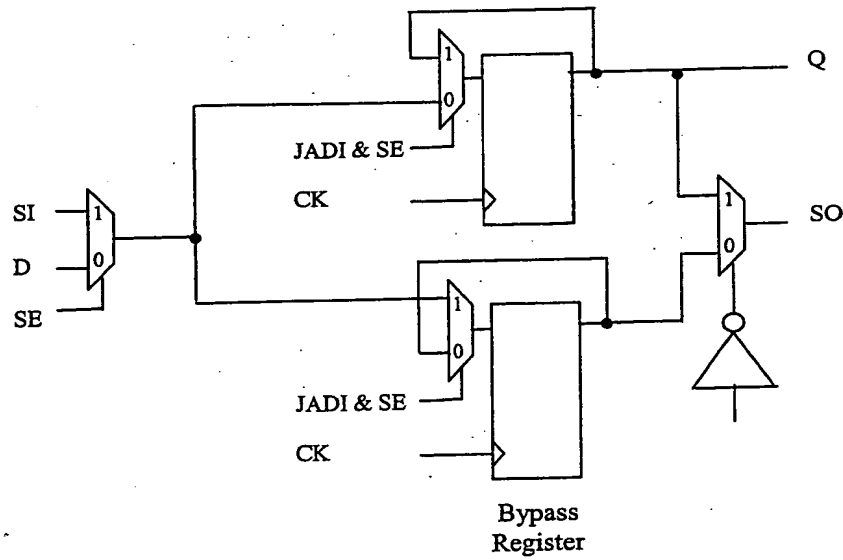 1
Q
0
JADI & SE
CK
1
SO
SI
1
0
D
0
SE
1
0
JADI & SE
CK
Bypass
Register